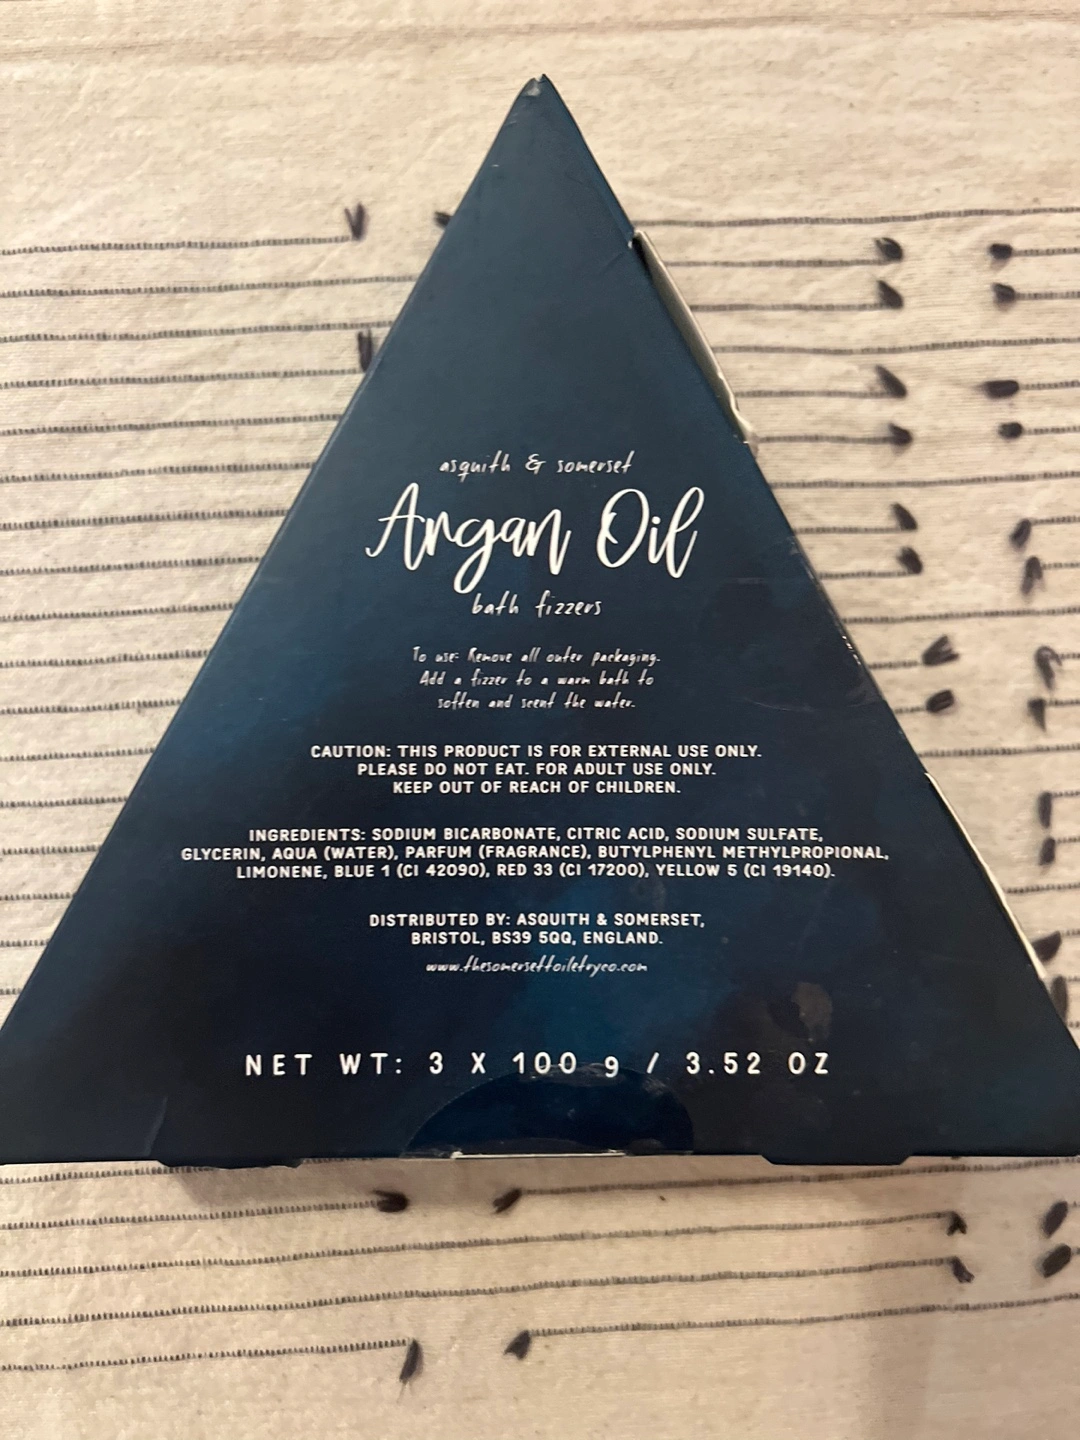 asquith & somerset
Argan Oil
bath fizzers
To use: Remove all outer packaging.
Add a fizzer to a warm bath to
soften and scent the water.
CAUTION: THIS PRODUCT IS FOR EXTERNAL USE ONLY.
PLEASE DO NOT EAT. FOR ADULT USE ONLY.
KEEP OUT OF REACH OF CHILDREN.
INGREDIENTS: SODIUM BICARBONATE, CITRIC ACID, SODIUM SULFATE,
GLYCERIN, AQUA (WATER), PARFUM (FRAGRANCE), BUTYLPHENYL METHYLPROPIONAL,
LIMONENE, BLUE 1 (CI 42090), RED 33 (CI 17200), YELLOW 5 (CI 19140).
DISTRIBUTED BY: ASQUITH & SOMERSET,
BRISTOL, BS39 5QQ, ENGLAND.
www.thesomersettoiletryco.com
NET WT: 3 X 100 g / 3.52 OZ